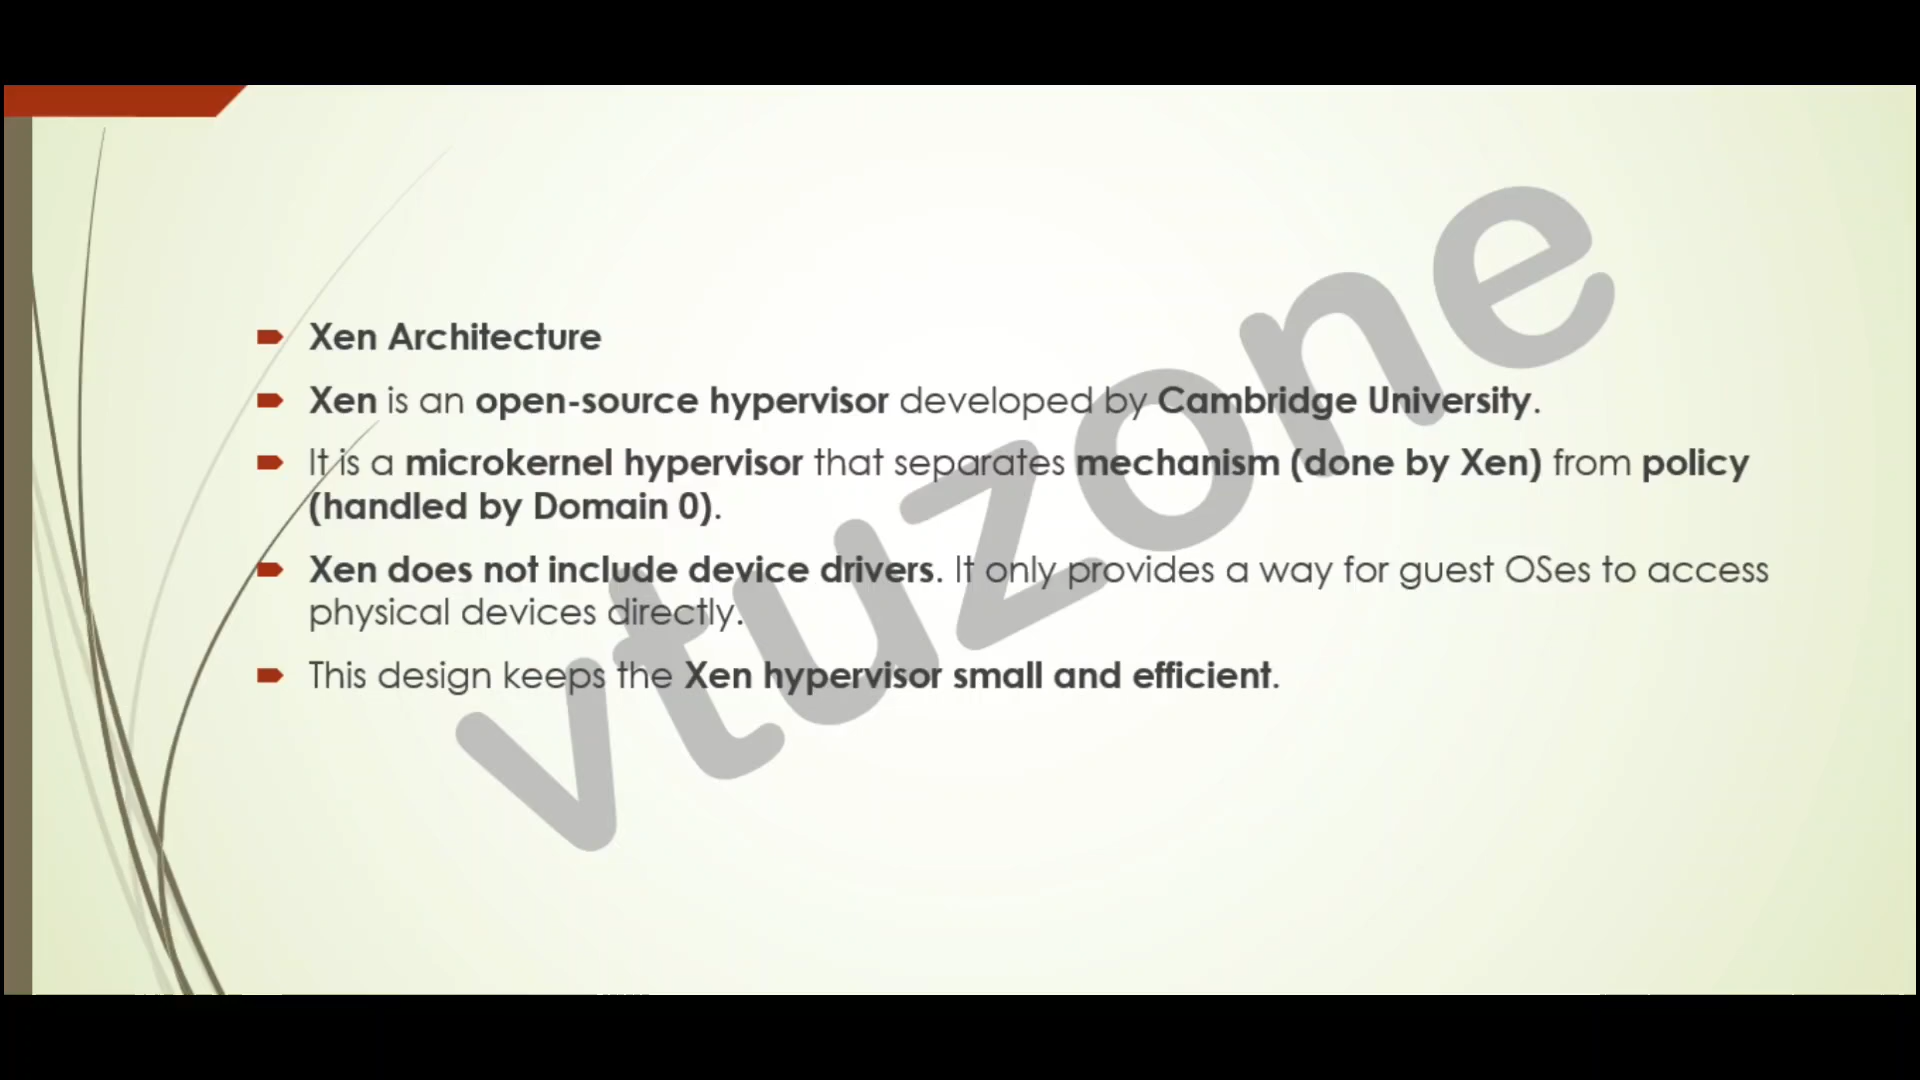 Xen Architecture
Xen is an open-source hypervisor developed by Cambridge University.
It is a microkernel hypervisor that separates mechanism (done by Xen) from policy
(handled by Domain 0).
Xen does not include device drivers. It only provides a way for guest OSes to access
physical devices directly.
This design keeps the Xen hypervisor small and efficient.
vtuzone